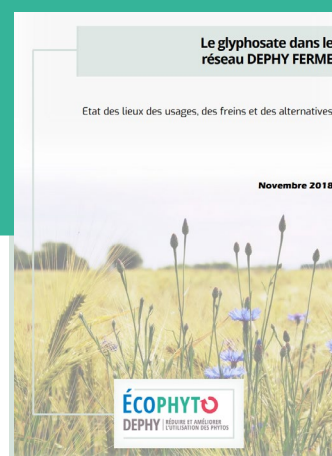 Le glyphosate dans le
réseau DEPHY FERME
Etat des lieux des usages, des freins et des alternatives
Novembre 2018
ÉCOPHYTO
DEPHY RÉDUIRE ET AMÉLIORER
L'UTILISATION DES PHYTOS